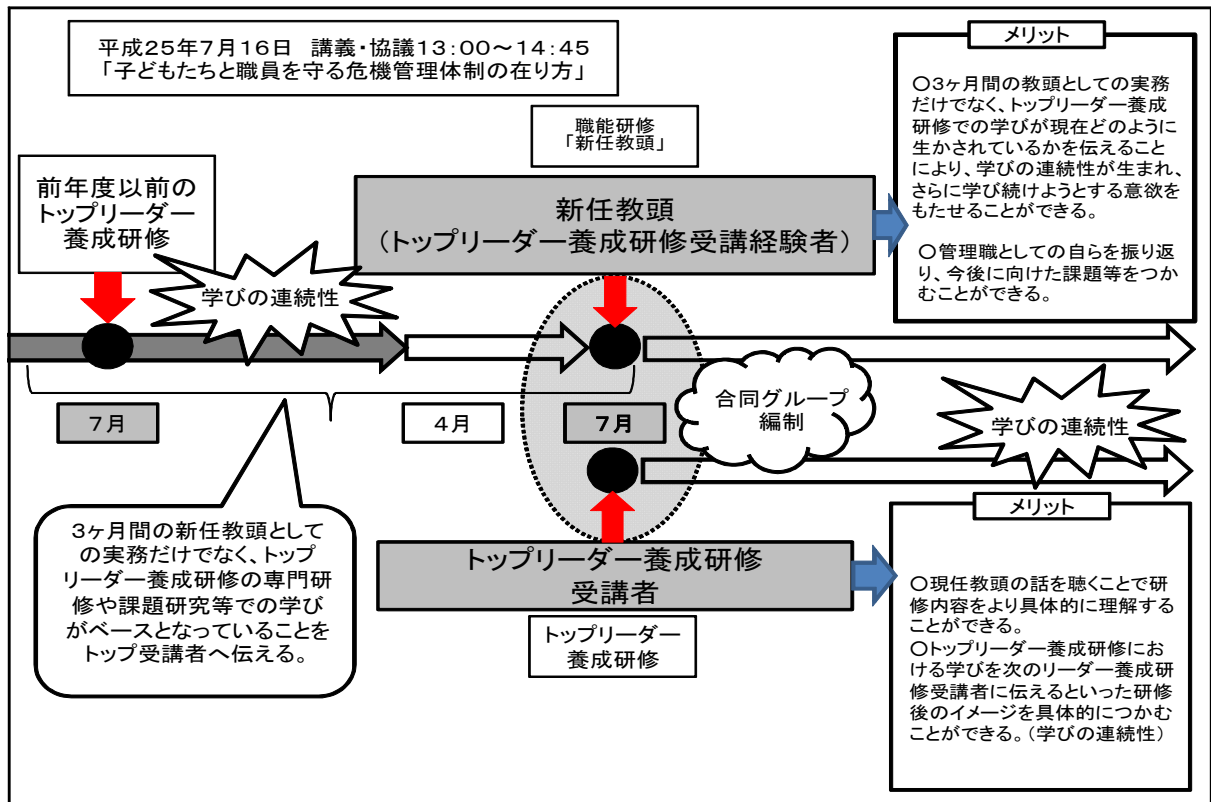 平成25年7月16日　講義・協議13:00～14:45
「子どもたちと職員を守る危機管理体制の在り方」
メリット
○3ヶ月間の教頭としての実務
だけでなく、トップリーダー養成
研修での学びが現在どのように
生かされているかを伝えること
により、学びの連続性が生まれ、
さらに学び続けようとする意欲を
もたせることができる。
○管理職としての自らを振り返
り、今後に向けた課題等をつか
むことができる。
職能研修
「新任教頭」
前年度以前の
トップリーダー
養成研修
新任教頭
（トップリーダー養成研修受講経験者）
学びの連続性
合同グループ
編制
7月
4月
7月
学びの連続性
3ヶ月間の新任教頭として
の実務だけでなく、トップ
リーダー養成研修の専門研
修や課題研究等での学び
がベースとなっていることを
トップ受講者へ伝える。
トップリーダー養成研修
受講者
トップリーダー
養成研修
メリット
○現任教頭の話を聴くことで研
修内容をより具体的に理解する
ことができる。
○トップリーダー養成研修にお
ける学びを次のリーダー養成研
修受講者に伝えるといった研修
後のイメージを具体的につかむ
ことができる。（学びの連続性）